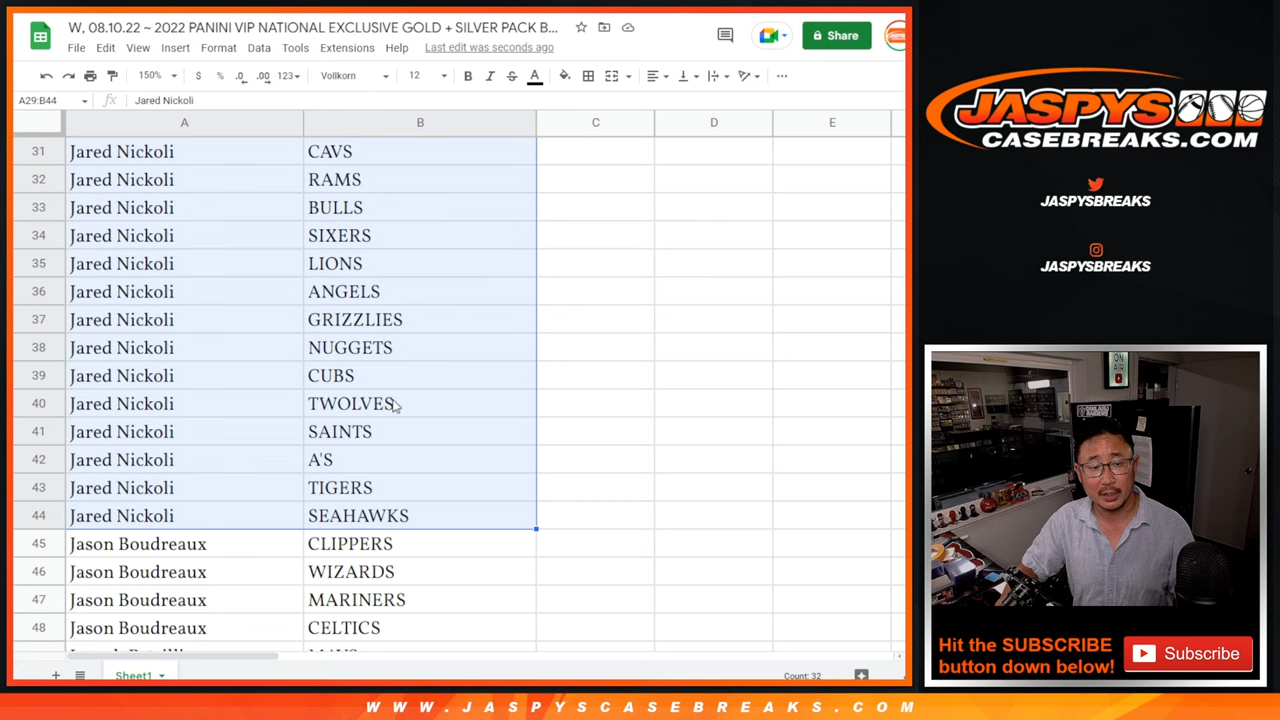 W, 08.10.22 ~ 2022 PANINI VIP NATIONAL EXCLUSIVE GOLD + SILVER PACK B...
Share
File Edit View Insert Format Data Tools Extensions Help Last edit was seconds ago
150% $ % .0 .00 123 Vollkorn 12 B I S A
A29:B44 fx Jared Nickoli
A B C D E
31 Jared Nickoli CAVS
32 Jared Nickoli RAMS
33 Jared Nickoli BULLS
34 Jared Nickoli SIXERS
35 Jared Nickoli LIONS
36 Jared Nickoli ANGELS
37 Jared Nickoli GRIZZLIES
38 Jared Nickoli NUGGETS
39 Jared Nickoli CUBS
40 Jared Nickoli TWOLVES
41 Jared Nickoli SAINTS
42 Jared Nickoli A'S
43 Jared Nickoli TIGERS
44 Jared Nickoli SEAHAWKS
45 Jason Boudreaux CLIPPERS
46 Jason Boudreaux WIZARDS
47 Jason Boudreaux MARINERS
48 Jason Boudreaux CELTICS
Sheet1
Count: 32
JASPYS
CASEBREAKS.COM
JASPYSBREAKS
JASPYSBREAKS
ON
AIR
Hit the SUBSCRIBE
button down below!
Subscribe
WWW.JASPYSCASEBREAKS.COM